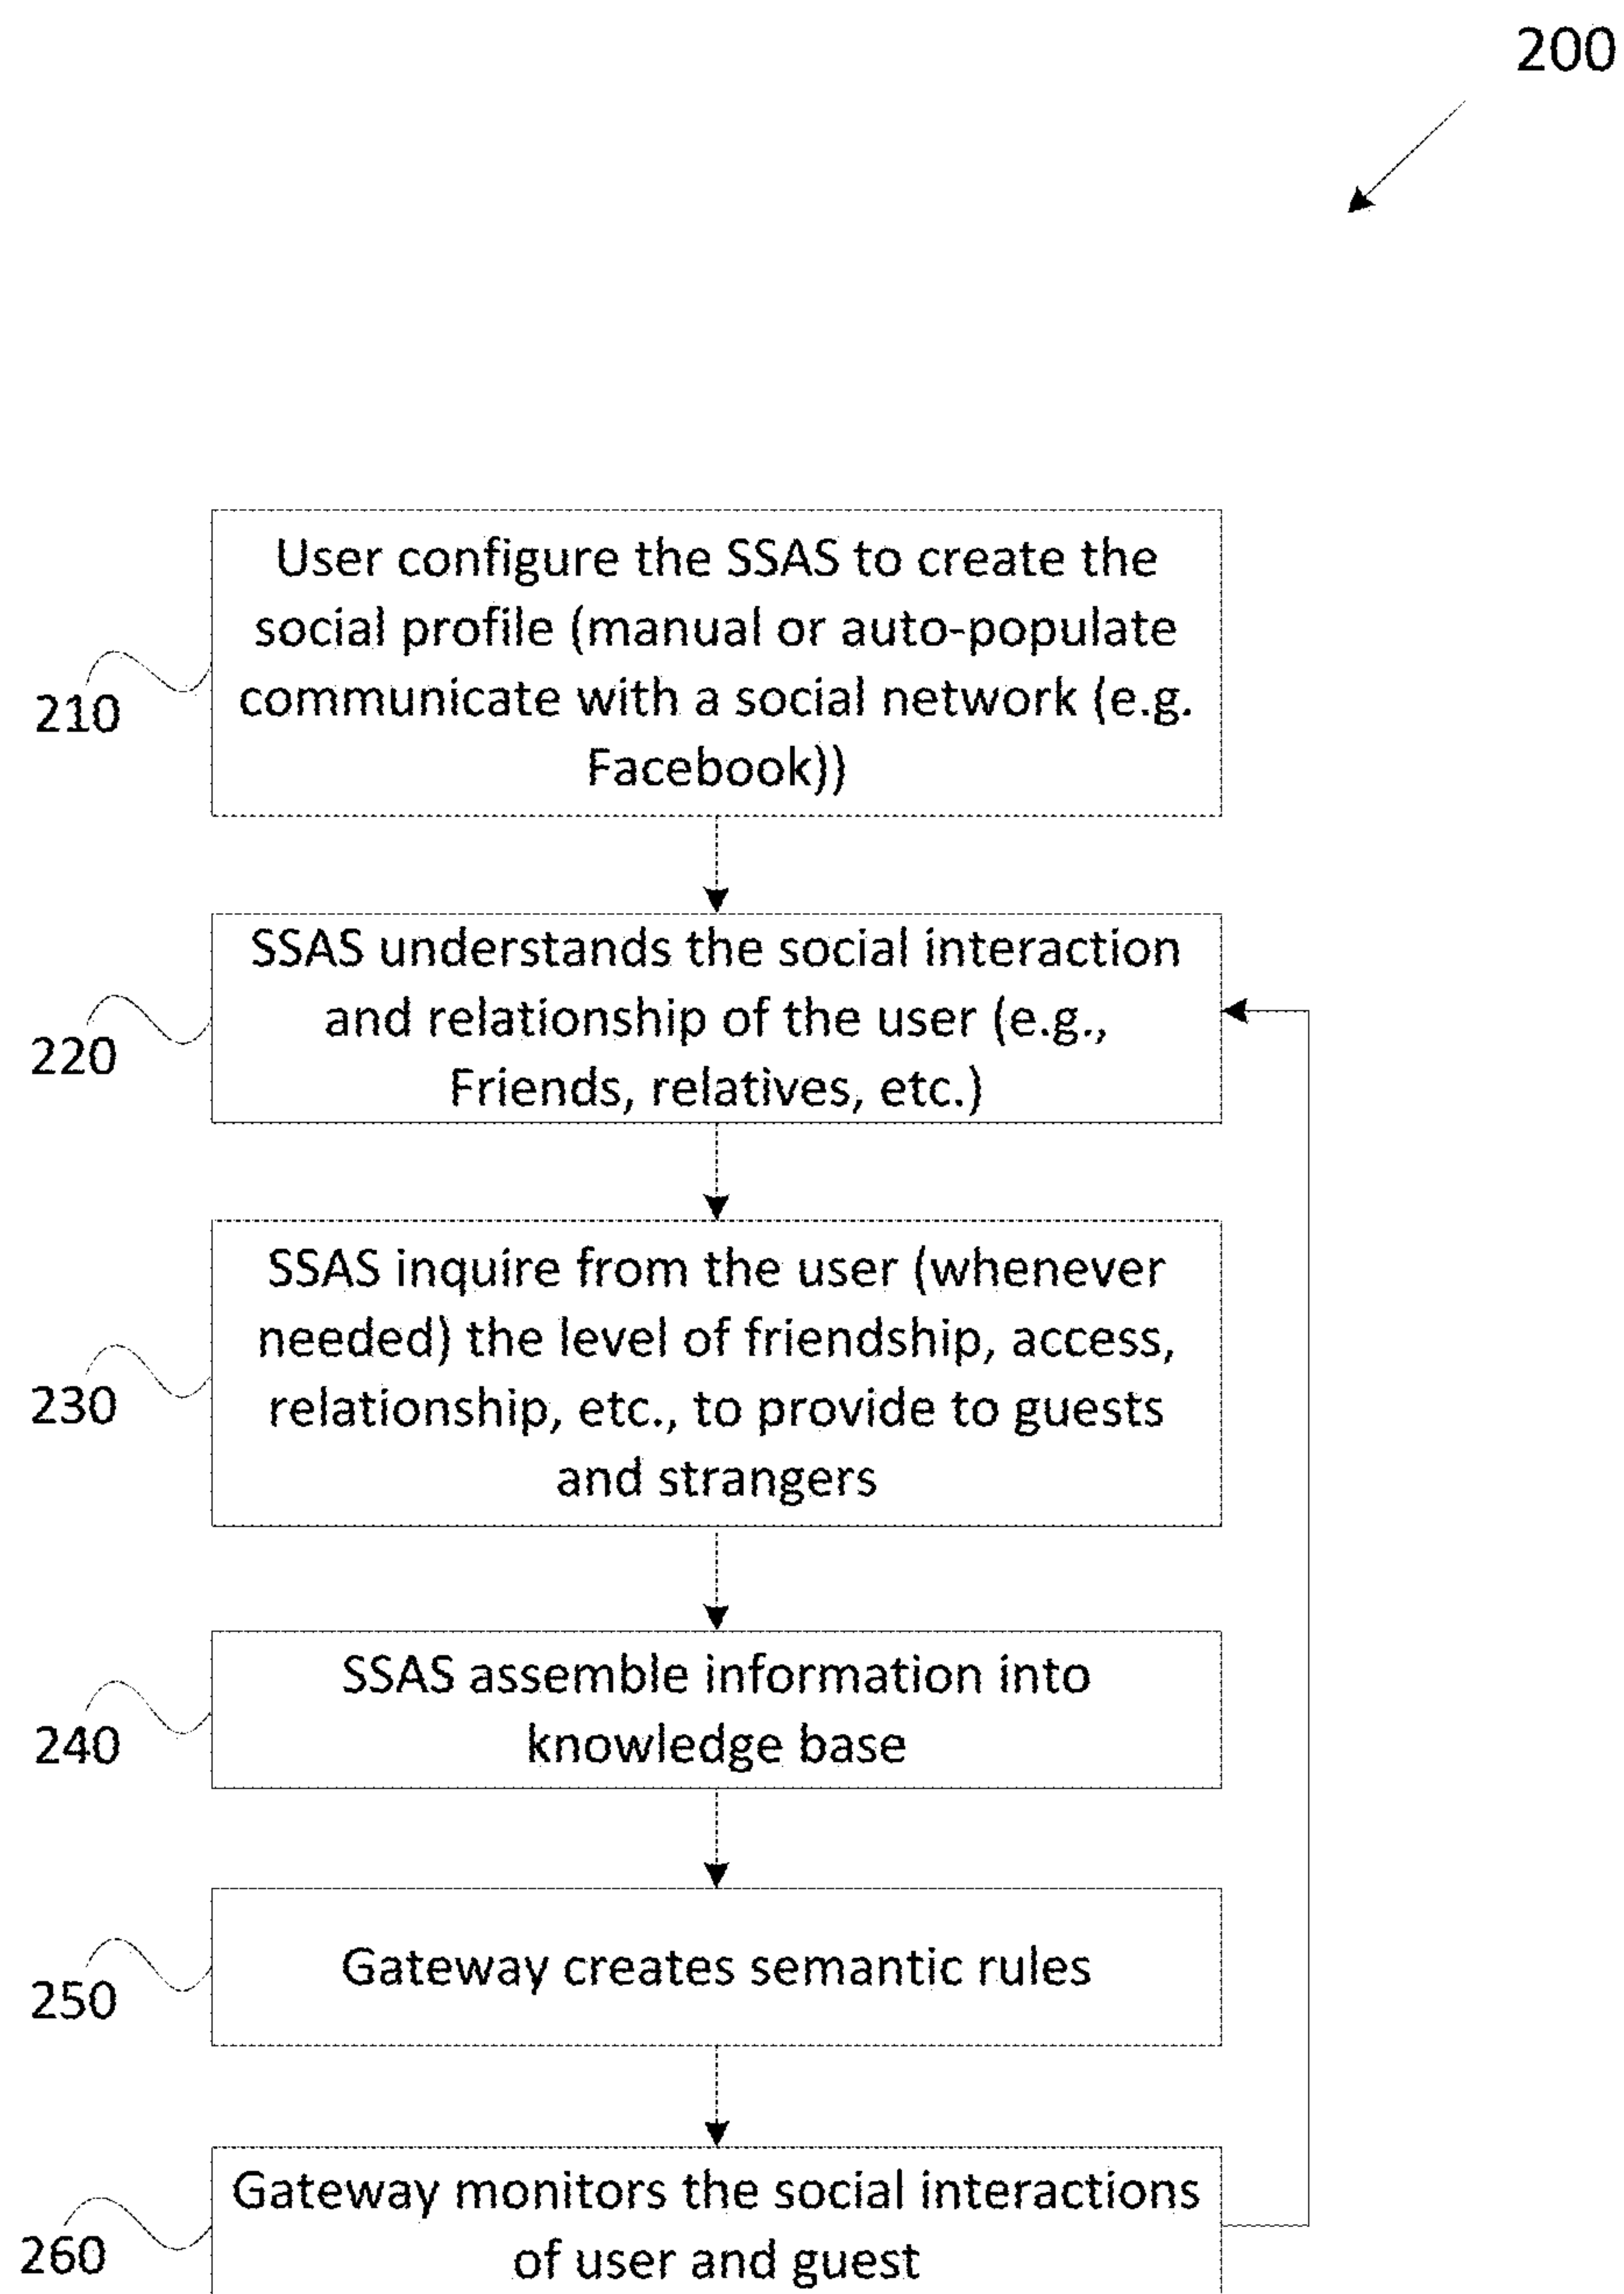 200
User configure the SSAS to create the
social profile (manual or auto-populate
communicate with a social network (e.g.
Facebook))
210
SSAS understands the social interaction
and relationship of the user (e.g.,
Friends, relatives, etc.)
220
SSAS inquire from the user (whenever
needed) the level of friendship, access,
relationship, etc., to provide to guests
and strangers
230
SSAS assemble information into
knowledge base
240
Gateway creates semantic rules
250
Gateway monitors the social interactions
of user and guest
260